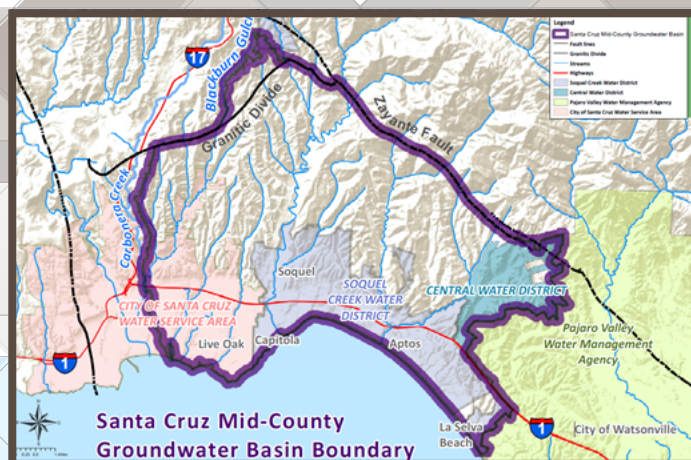 17
Blackburn Gulch
Granitic Divide
Zayante Fault
Carbonera Creek
Legend
Santa Cruz Mid-County Groundwater Basin
Fault lines
Granitic Divide
Streams
Highways
Soquel Creek Water District
Central Water District
Pajaro Valley Water Management Agency
City of Santa Cruz Water Service Area
Soquel
CITY OF SANTA CRUZ
WATER SERVICE AREA
SOQUEL
CREEK WATER
DISTRICT
CENTRAL WATER DISTRICT
Live Oak
Capitola
Aptos
Pajaro Valley
Water Management
Agency
1
La Selva
Beach
1
City of Watsonville
Santa Cruz Mid-County
Groundwater Basin Boundary